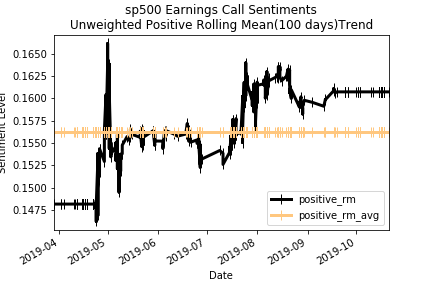 sp500 Earnings Call Sentiments
Unweighted Positive Rolling Mean(100 days)Trend
0.1650
0.1625
0.1600
0.1575
0.1550
0.1525
0.1500
0.1475
Sentiment Level
positive_rm
positive_rm_avg
2019-04
2019-05
2019-06
2019-07
2019-08
2019-09
2019-10
Date